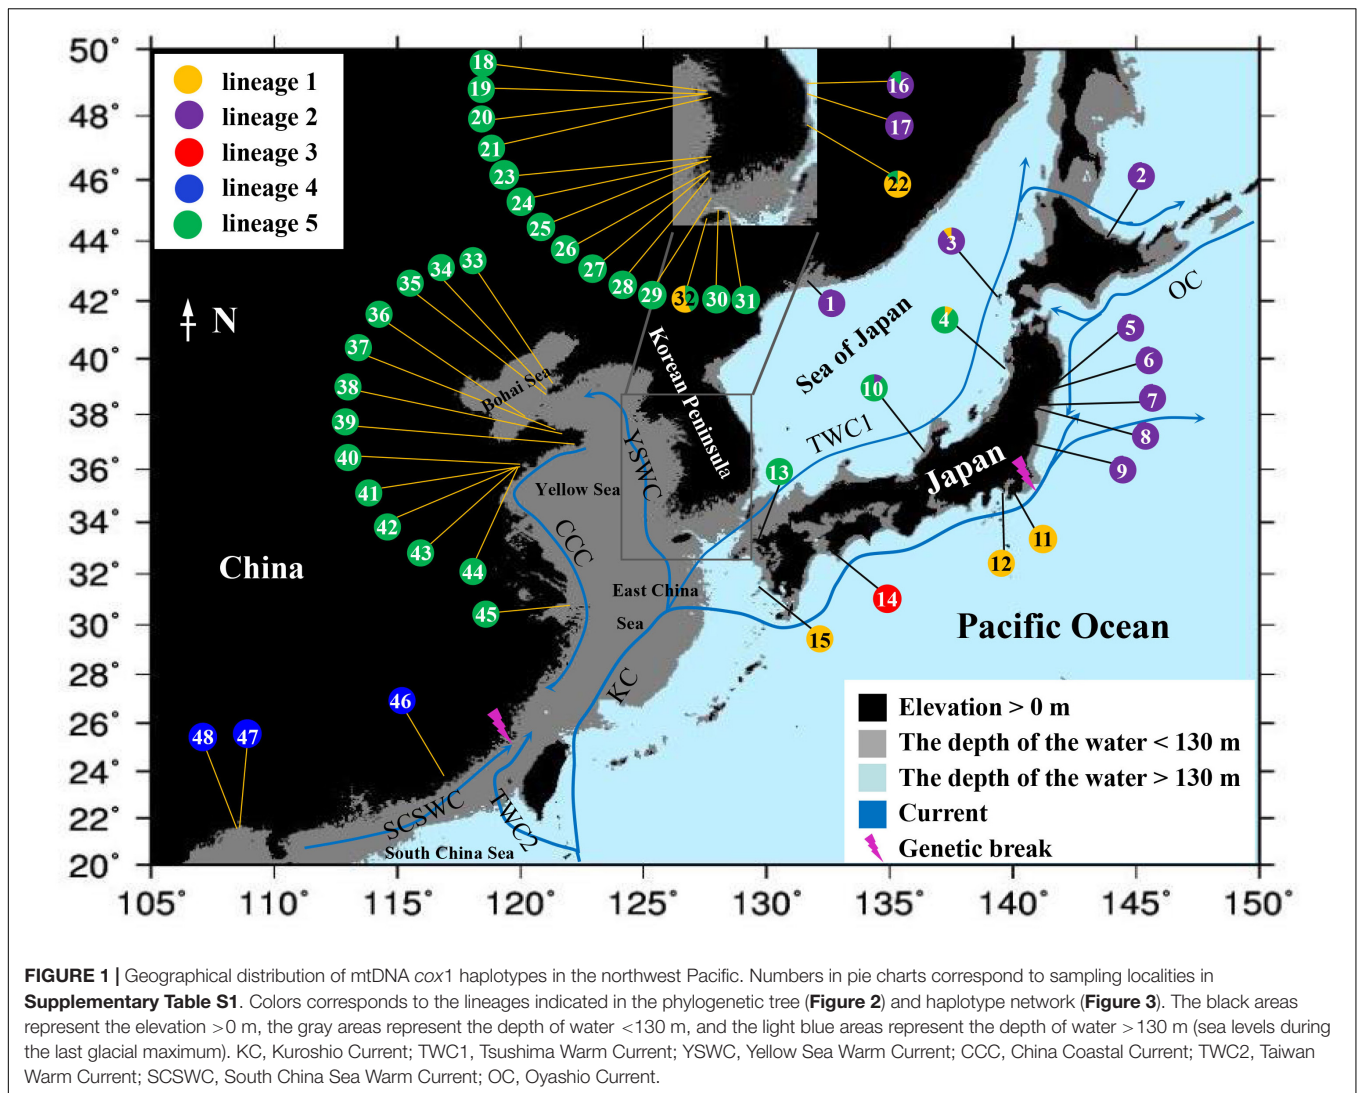 50°
48°
46°
44°
42°
40°
38°
36°
34°
32°
30°
28°
26°
24°
22°
20°
105°
110°
115°
120°
125°
130°
135°
140°
145°
150°
lineage 1
lineage 2
lineage 3
lineage 4
lineage 5
N
18
19
20
21
23
24
25
26
27
28
29
32
30
31
16
17
22
33
34
35
36
37
38
39
40
41
42
43
44
45
46
47
48
1
2
3
4
5
6
7
8
9
10
11
12
13
14
15
Bohai Sea
Korean Peninsula
Sea of Japan
OC
TWC1
YSWC
Yellow Sea
CCC
Japan
China
East China
Sea
KC
Pacific Ocean
SCSWC
TWC2
South China Sea
Elevation > 0 m
The depth of the water < 130 m
The depth of the water > 130 m
Current
Genetic break
FIGURE 1 | Geographical distribution of mtDNA cox1 haplotypes in the northwest Pacific. Numbers in pie charts correspond to sampling localities in
Supplementary Table S1. Colors corresponds to the lineages indicated in the phylogenetic tree (Figure 2) and haplotype network (Figure 3). The black areas
represent the elevation >0 m, the gray areas represent the depth of water <130 m, and the light blue areas represent the depth of water >130 m (sea levels during
the last glacial maximum). KC, Kuroshio Current; TWC1, Tsushima Warm Current; YSWC, Yellow Sea Warm Current; CCC, China Coastal Current; TWC2, Taiwan
Warm Current; SCSWC, South China Sea Warm Current; OC, Oyashio Current.